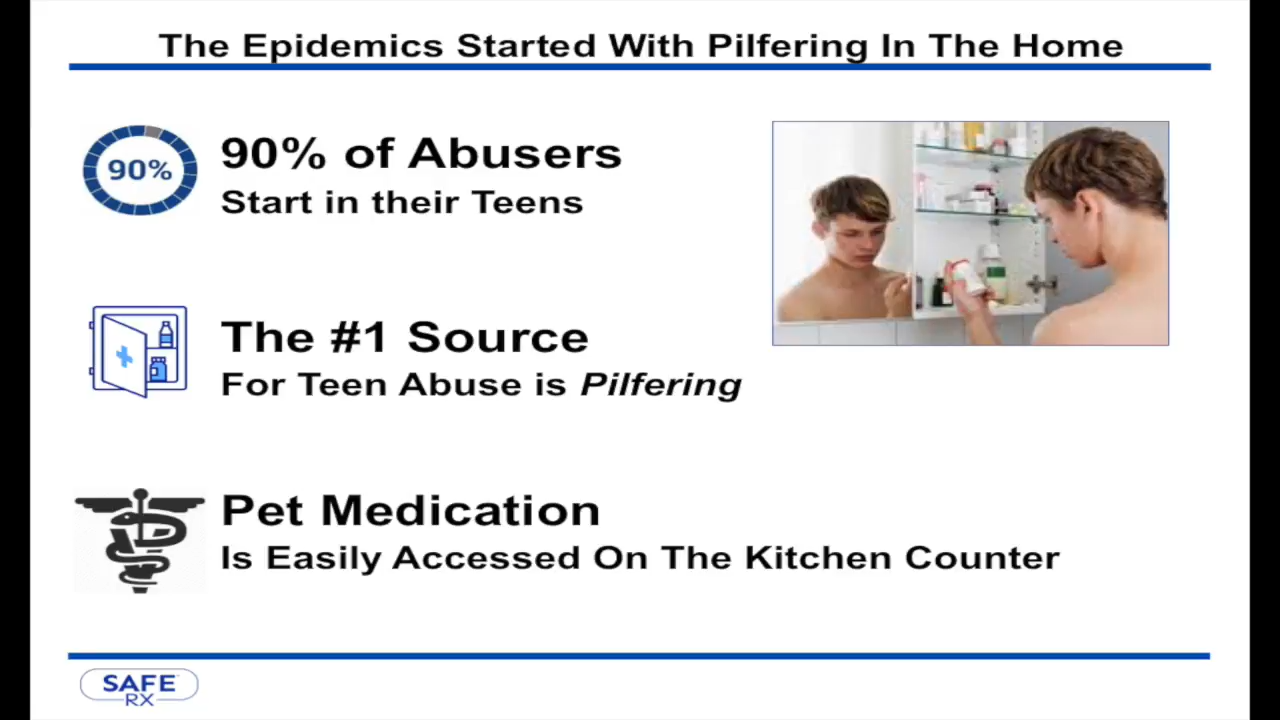 The Epidemics Started With Pilfering In The Home
90%
90% of Abusers
Start in their Teens
The #1 Source
For Teen Abuse is Pilfering
Pet Medication
Is Easily Accessed On The Kitchen Counter
SAFE
RX